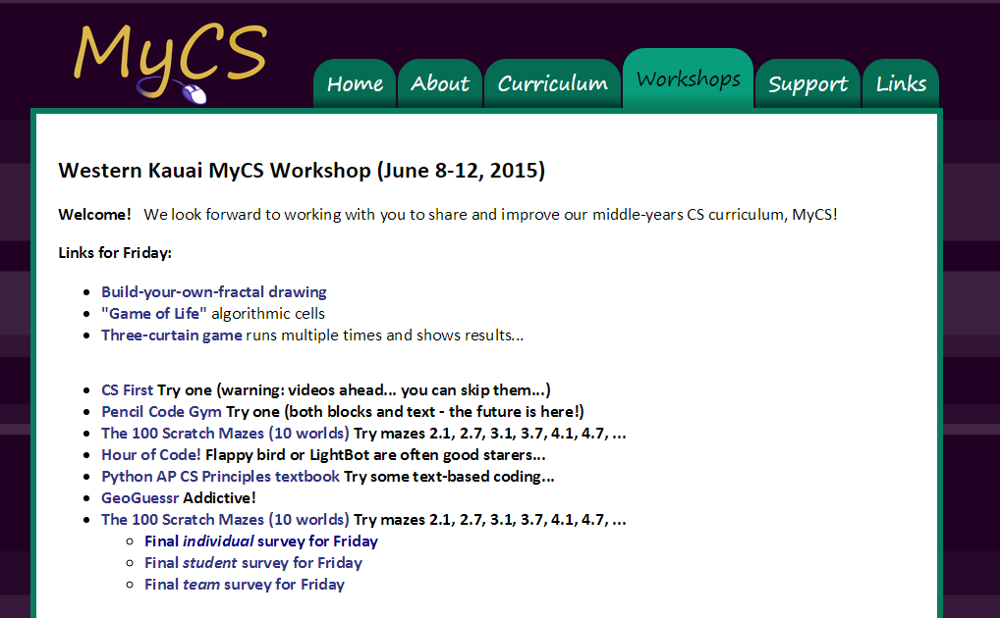 MyCS
Home About Curriculum Workshops Support Links
Western Kauai MyCS Workshop (June 8-12, 2015)
Welcome! We look forward to working with you to share and improve our middle-years CS curriculum, MyCS!
Links for Friday:
Build-your-own-fractal drawing
"Game of Life" algorithmic cells
Three-curtain game runs multiple times and shows results...
CS First Try one (warning: videos ahead... you can skip them...)
Pencil Code Gym Try one (both blocks and text - the future is here!)
The 100 Scratch Mazes (10 worlds) Try mazes 2.1, 2.7, 3.1, 3.7, 4.1, 4.7, ...
Hour of Code! Flappy bird or LightBot are often good starers...
Python AP CS Principles textbook Try some text-based coding...
GeoGuessr Addictive!
The 100 Scratch Mazes (10 worlds) Try mazes 2.1, 2.7, 3.1, 3.7, 4.1, 4.7, ...
Final individual survey for Friday
Final student survey for Friday
Final team survey for Friday